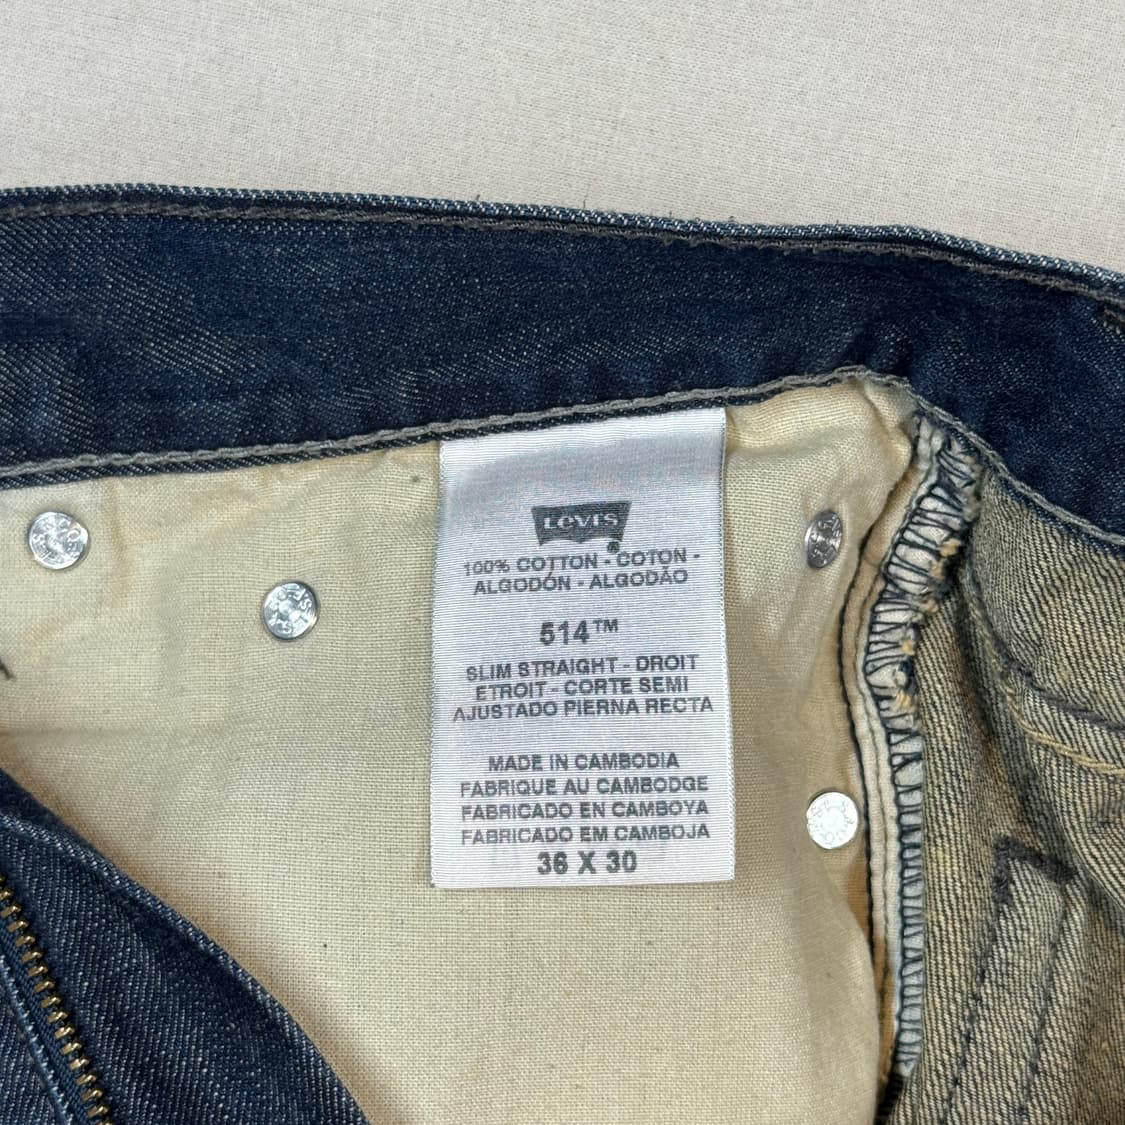 Levi's
®
100% COTTON - COTON -
ALGODÓN - ALGODÃO
514™
SLIM STRAIGHT - DROIT
ETROIT - CORTE SEMI
AJUSTADO PIERNA RECTA
MADE IN CAMBODIA
FABRIQUE AU CAMBODGE
FABRICADO EN CAMBOYA
FABRICADO EM CAMBOJA
36 X 30